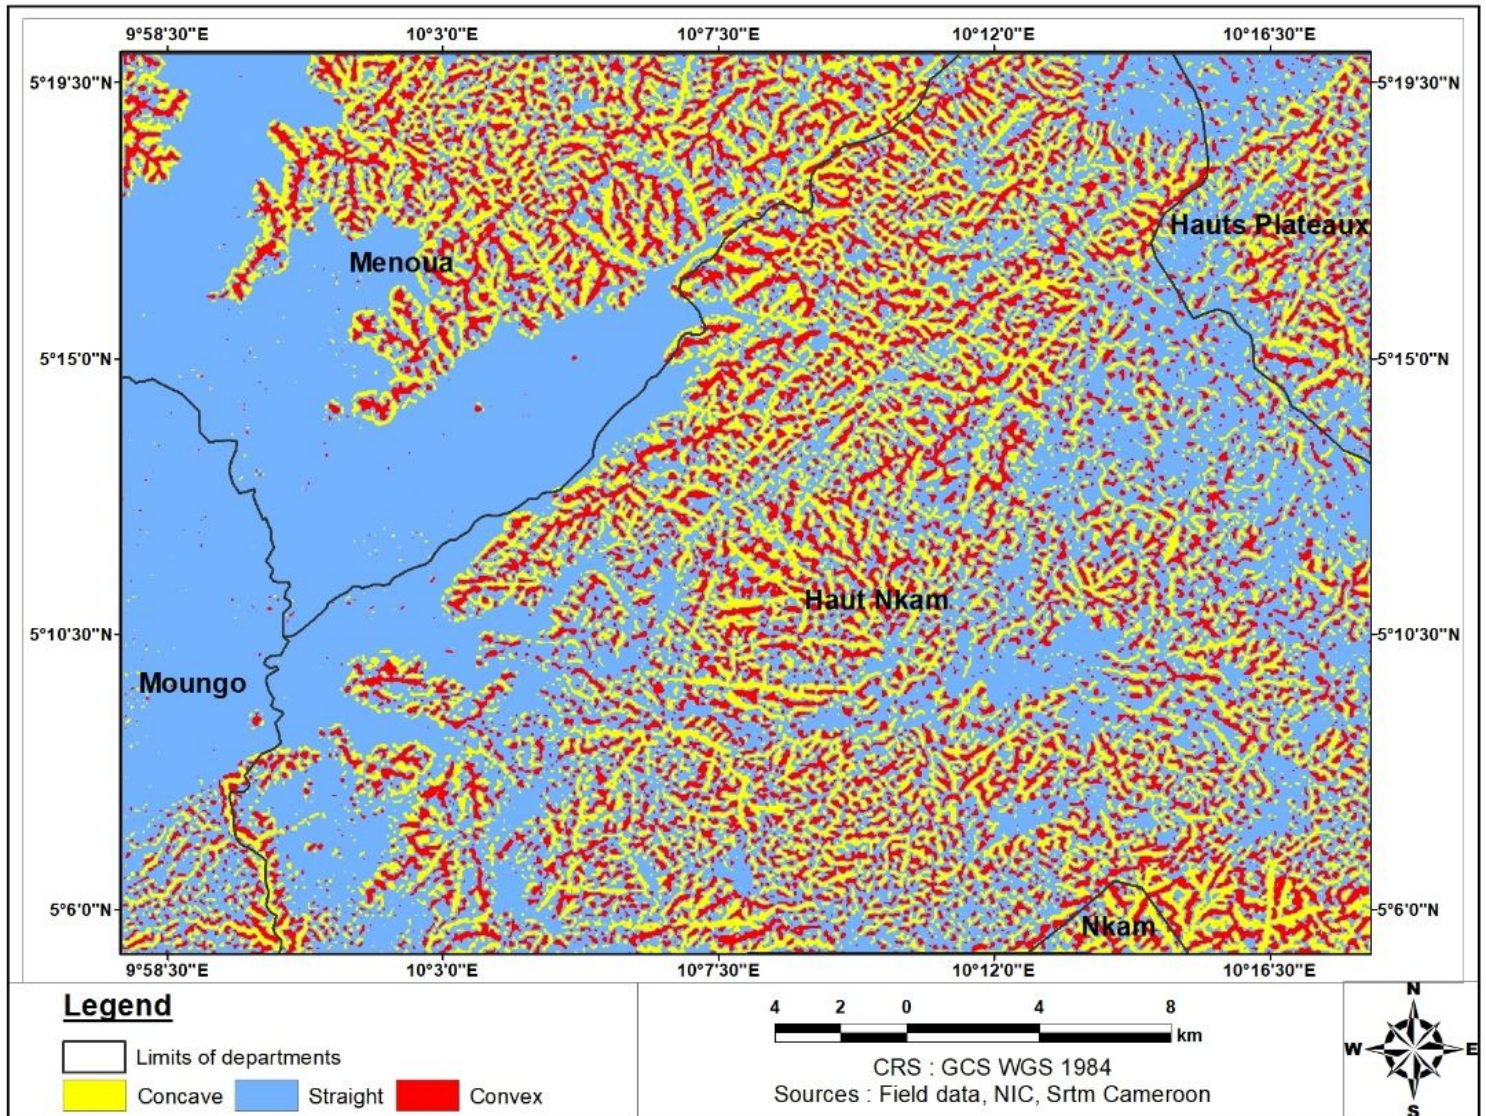 9°58'30"E 10°3'0"E 10°7'30"E 10°12'0"E 10°16'30"E
5°19'30"N 5°19'30"N
Hauts Plateaux
Menoua
5°15'0"N 5°15'0"N
Haut Nkam
5°10'30"N 5°10'30"N
Moungo
5°6'0"N 5°6'0"N
Nkam
9°58'30"E 10°3'0"E 10°7'30"E 10°12'0"E 10°16'30"E
Legend
Limits of departments
Concave Straight Convex
4 2 0 4 8
km
CRS : GCS WGS 1984
Sources : Field data, NIC, Srtm Cameroon
N
W E
S